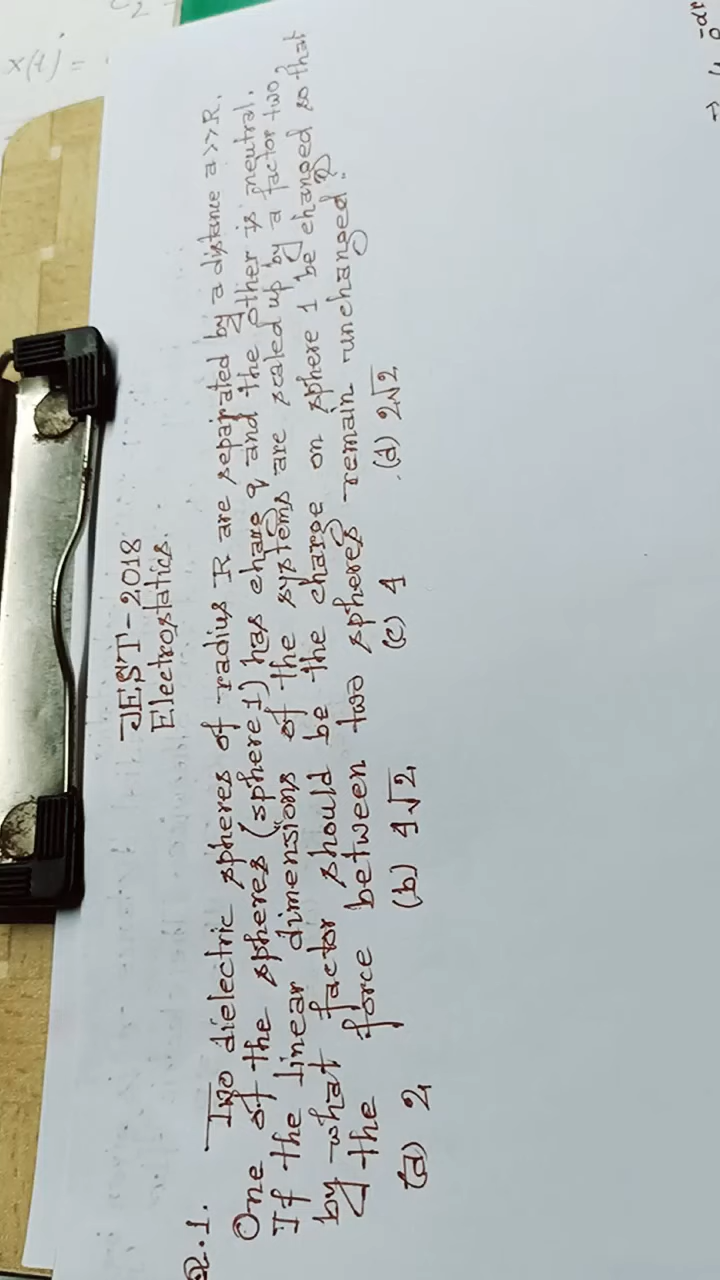 C2
x(t) =
JEST-2018
Electrostatics.
Q.1. Two dielectric spheres of radius R are separated by a distance a>>R.
One of the spheres (sphere 1) has charg q and the other is neutral.
If the linear dimensions of the systems are scaled up by a factor two,
by what factor should be the charge on sphere 1 be changed so that
the force between two spheres remain runchanged?
(a) 2 (b) 4√2 (c) 4 (d) 2√2